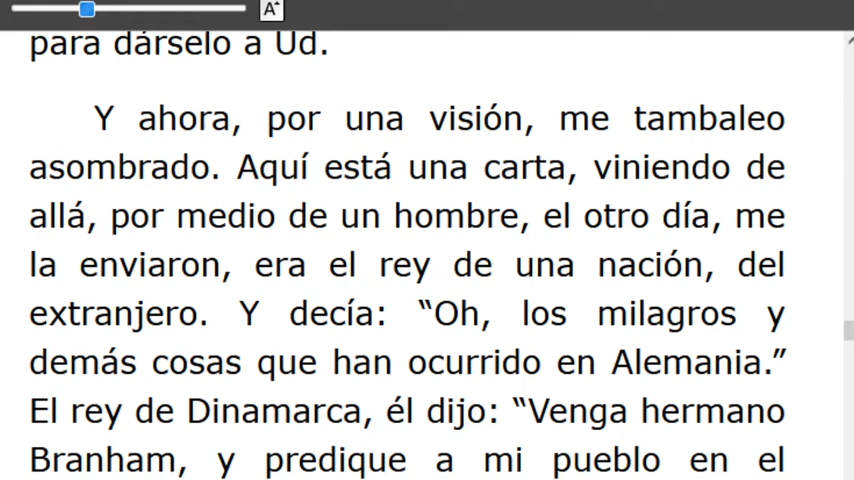 A
para dárselo a Ud.
Y ahora, por una visión, me tambaleo
asombrado. Aquí está una carta, viniendo de
allá, por medio de un hombre, el otro día, me
la enviaron, era el rey de una nación, del
extranjero. Y decía: “Oh, los milagros y
demás cosas que han ocurrido en Alemania.”
El rey de Dinamarca, él dijo: “Venga hermano
Branham, y predique a mi pueblo en el